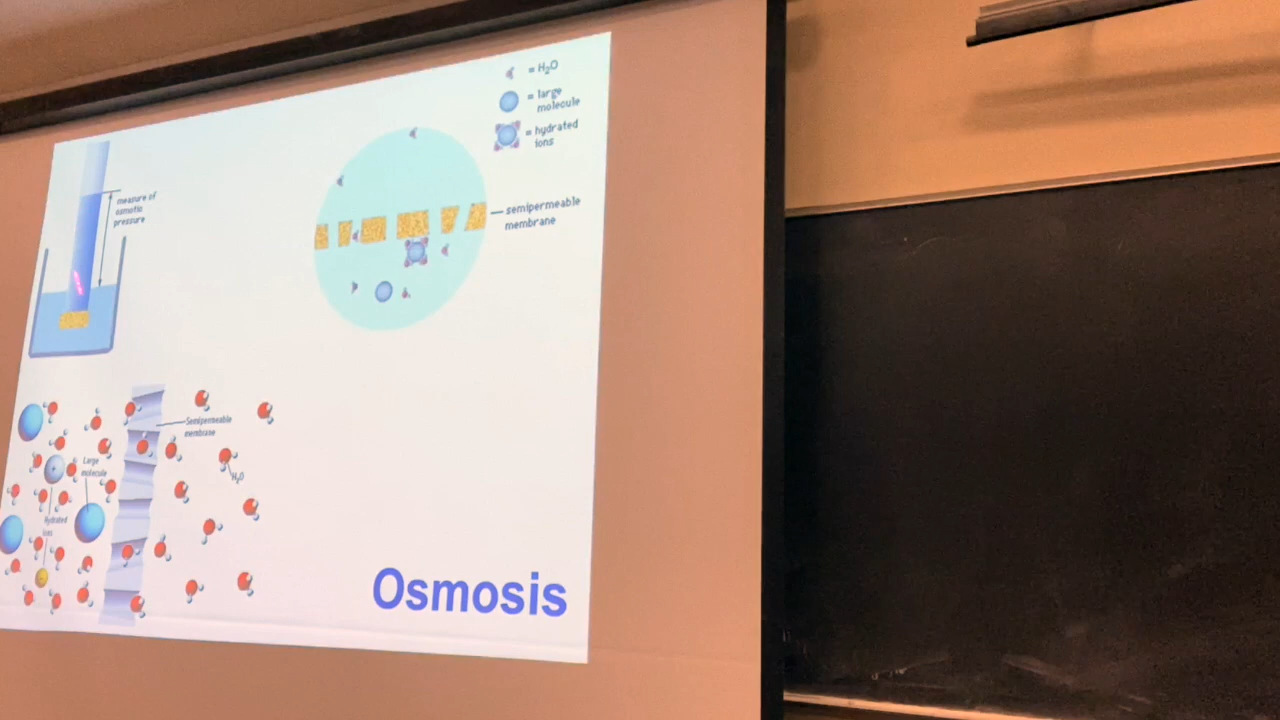 = H₂O
= large
molecule
= hydrated
ions
measure of
osmotic
pressure
semipermeable
membrane
Semipermeable
membrane
Large
molecule
H₂O
Hydrated
ions
Osmosis